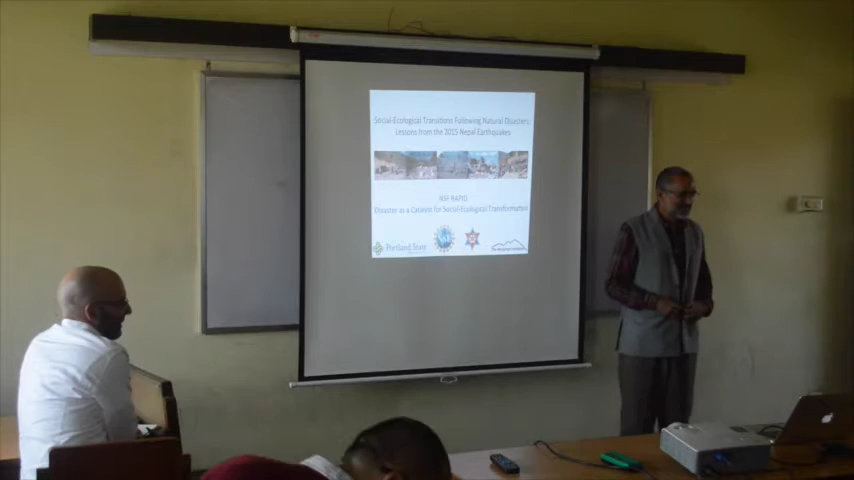 Social-Ecological Transitions Following Natural Disasters;
Lessons from the 2015 Nepal Earthquakes
NSF RAPID
Disaster as a Catalyst for Social-Ecological Transformation
Portland State
NSF